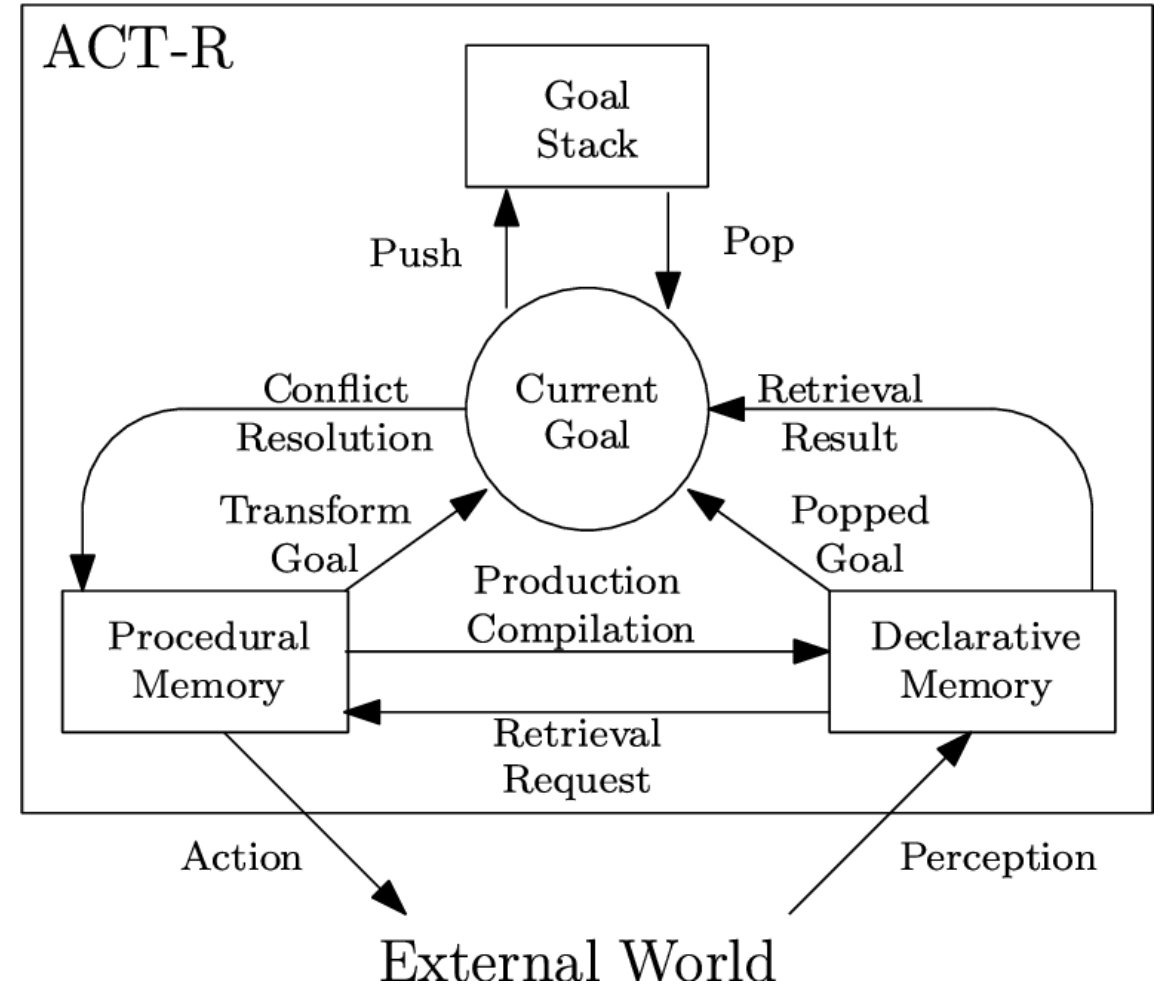 ACT-R
Goal
Stack
Push
Pop
Current
Goal
Conflict
Resolution
Retrieval
Result
Transform
Goal
Popped
Goal
Production
Compilation
Procedural
Memory
Declarative
Memory
Retrieval
Request
Action
Perception
External World